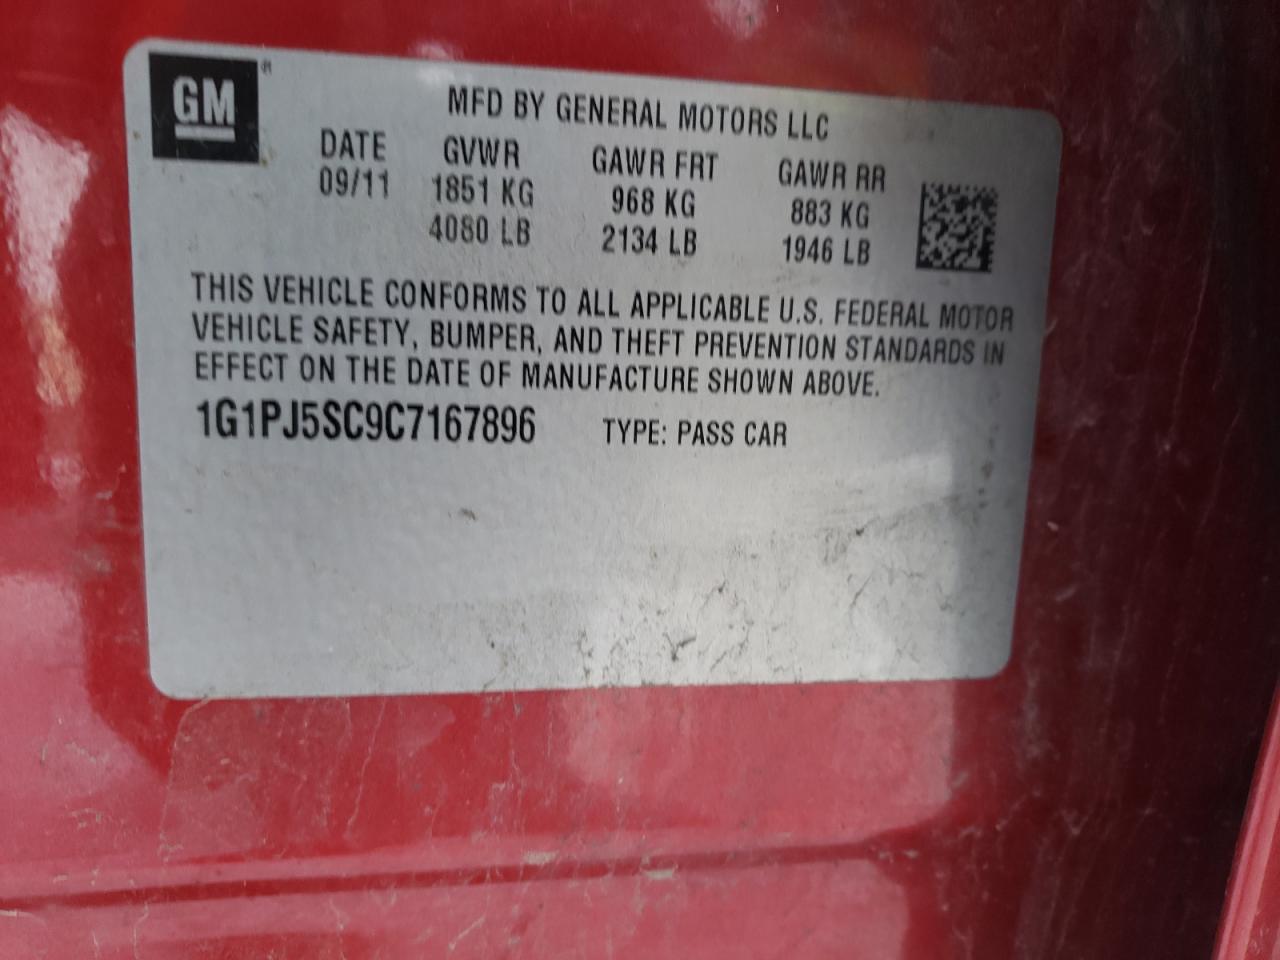 GM
MFD BY GENERAL MOTORS LLC
DATE GVWR GAWR FRT GAWR RR
09/11 1851 KG 968 KG 883 KG
4080 LB 2134 LB 1946 LB
THIS VEHICLE CONFORMS TO ALL APPLICABLE U.S. FEDERAL MOTOR
VEHICLE SAFETY, BUMPER, AND THEFT PREVENTION STANDARDS IN
EFFECT ON THE DATE OF MANUFACTURE SHOWN ABOVE.
1G1PJ5SC9C7167896 TYPE: PASS CAR